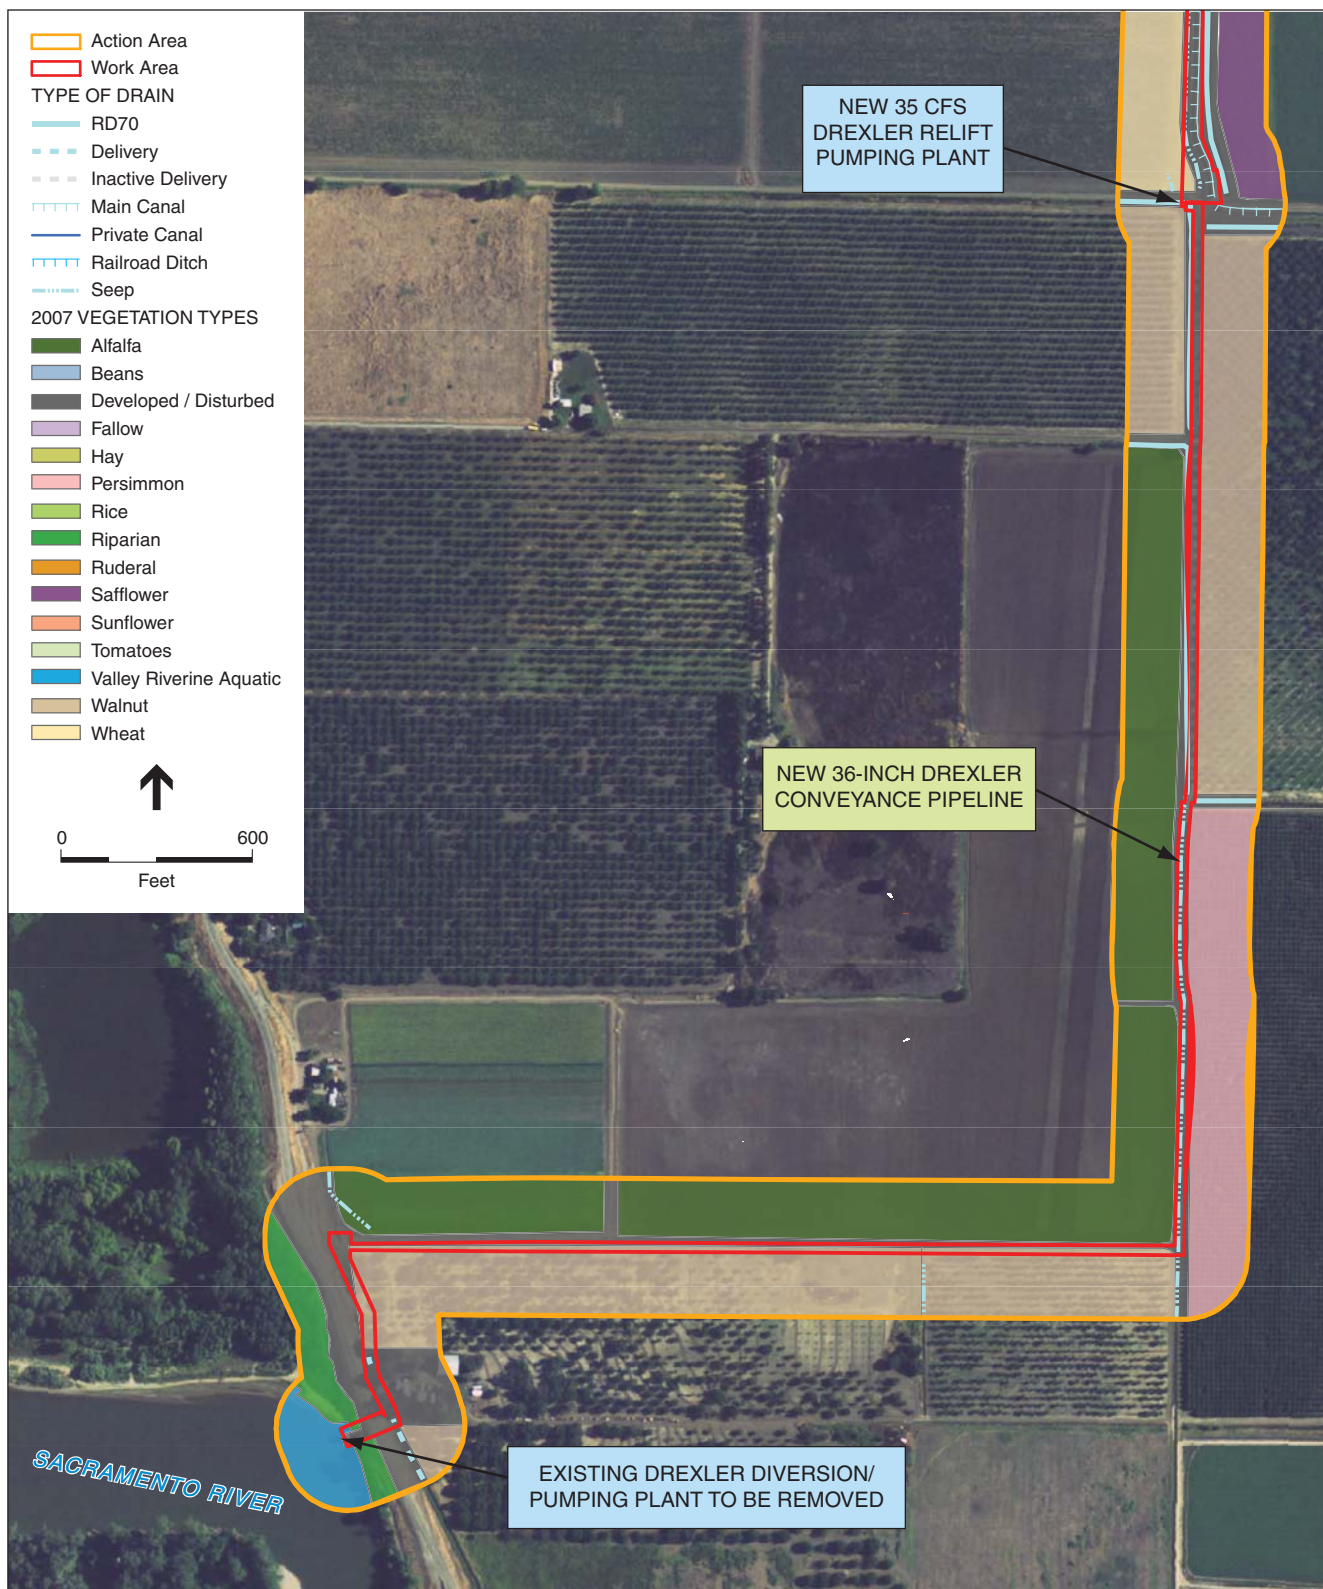 Action Area
Work Area
TYPE OF DRAIN
RD70
Delivery
Inactive Delivery
Main Canal
Private Canal
Railroad Ditch
Seep
2007 VEGETATION TYPES
Alfalfa
Beans
Developed / Disturbed
Fallow
Hay
Persimmon
Rice
Riparian
Ruderal
Safflower
Sunflower
Tomatoes
Valley Riverine Aquatic
Walnut
Wheat
0 600
Feet
NEW 35 CFS
DREXLER RELIFT
PUMPING PLANT
NEW 36-INCH DREXLER
CONVEYANCE PIPELINE
EXISTING DREXLER DIVERSION/
PUMPING PLANT TO BE REMOVED
SACRAMENTO RIVER